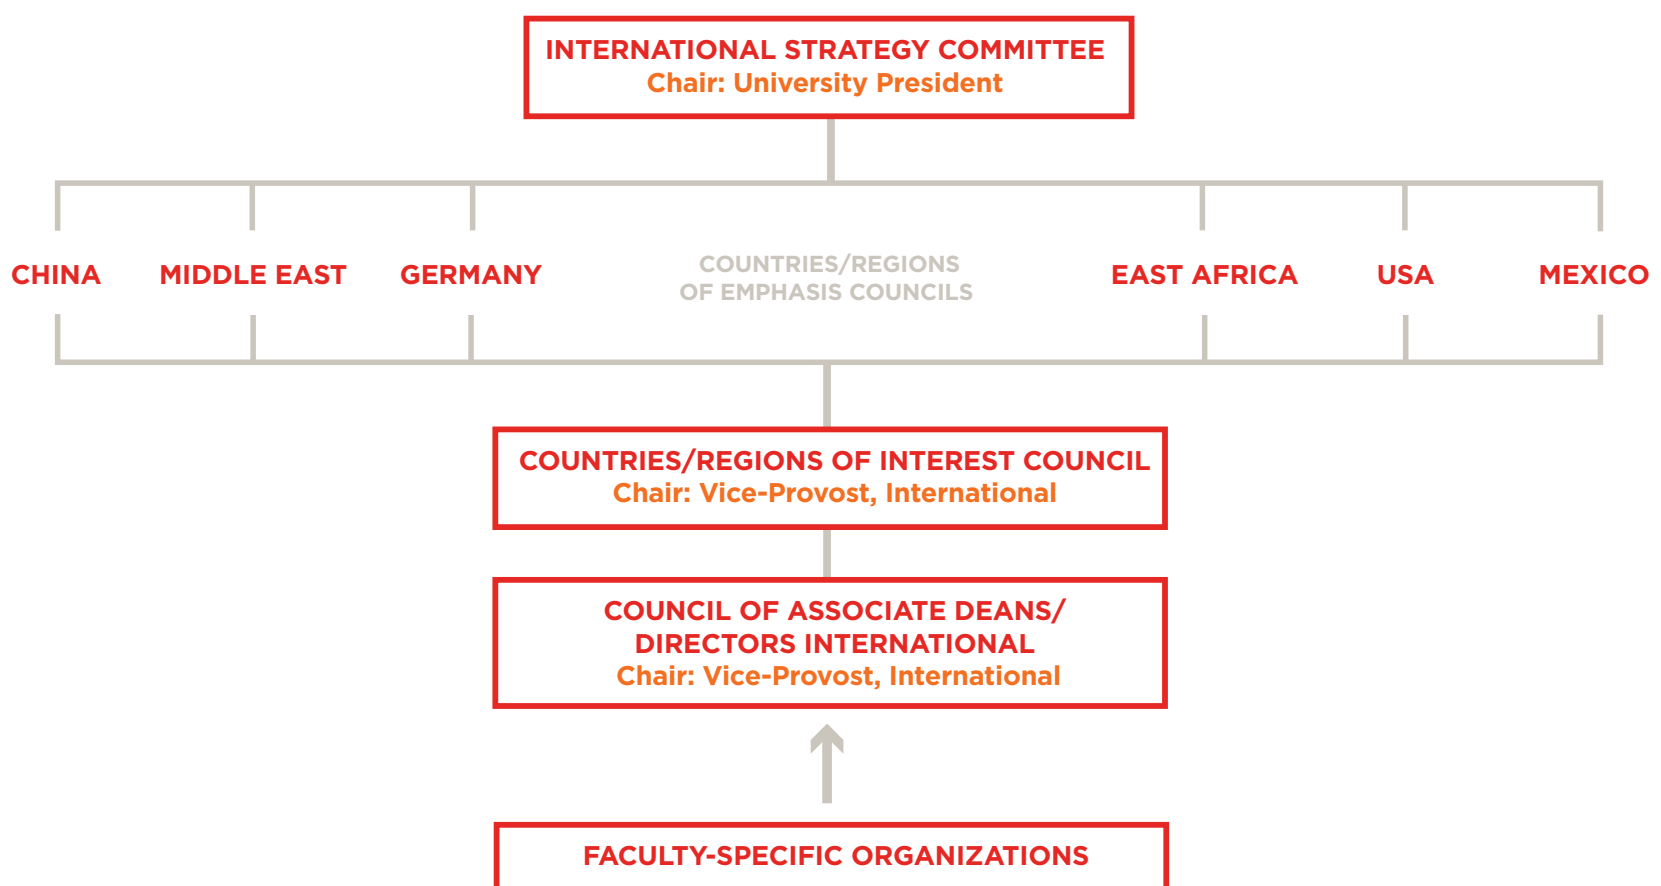 INTERNATIONAL STRATEGY COMMITTEE
Chair: University President
CHINA
MIDDLE EAST
GERMANY
COUNTRIES/REGIONS
OF EMPHASIS COUNCILS
EAST AFRICA
USA
MEXICO
COUNTRIES/REGIONS OF INTEREST COUNCIL
Chair: Vice-Provost, International
COUNCIL OF ASSOCIATE DEANS/
DIRECTORS INTERNATIONAL
Chair: Vice-Provost, International
FACULTY-SPECIFIC ORGANIZATIONS